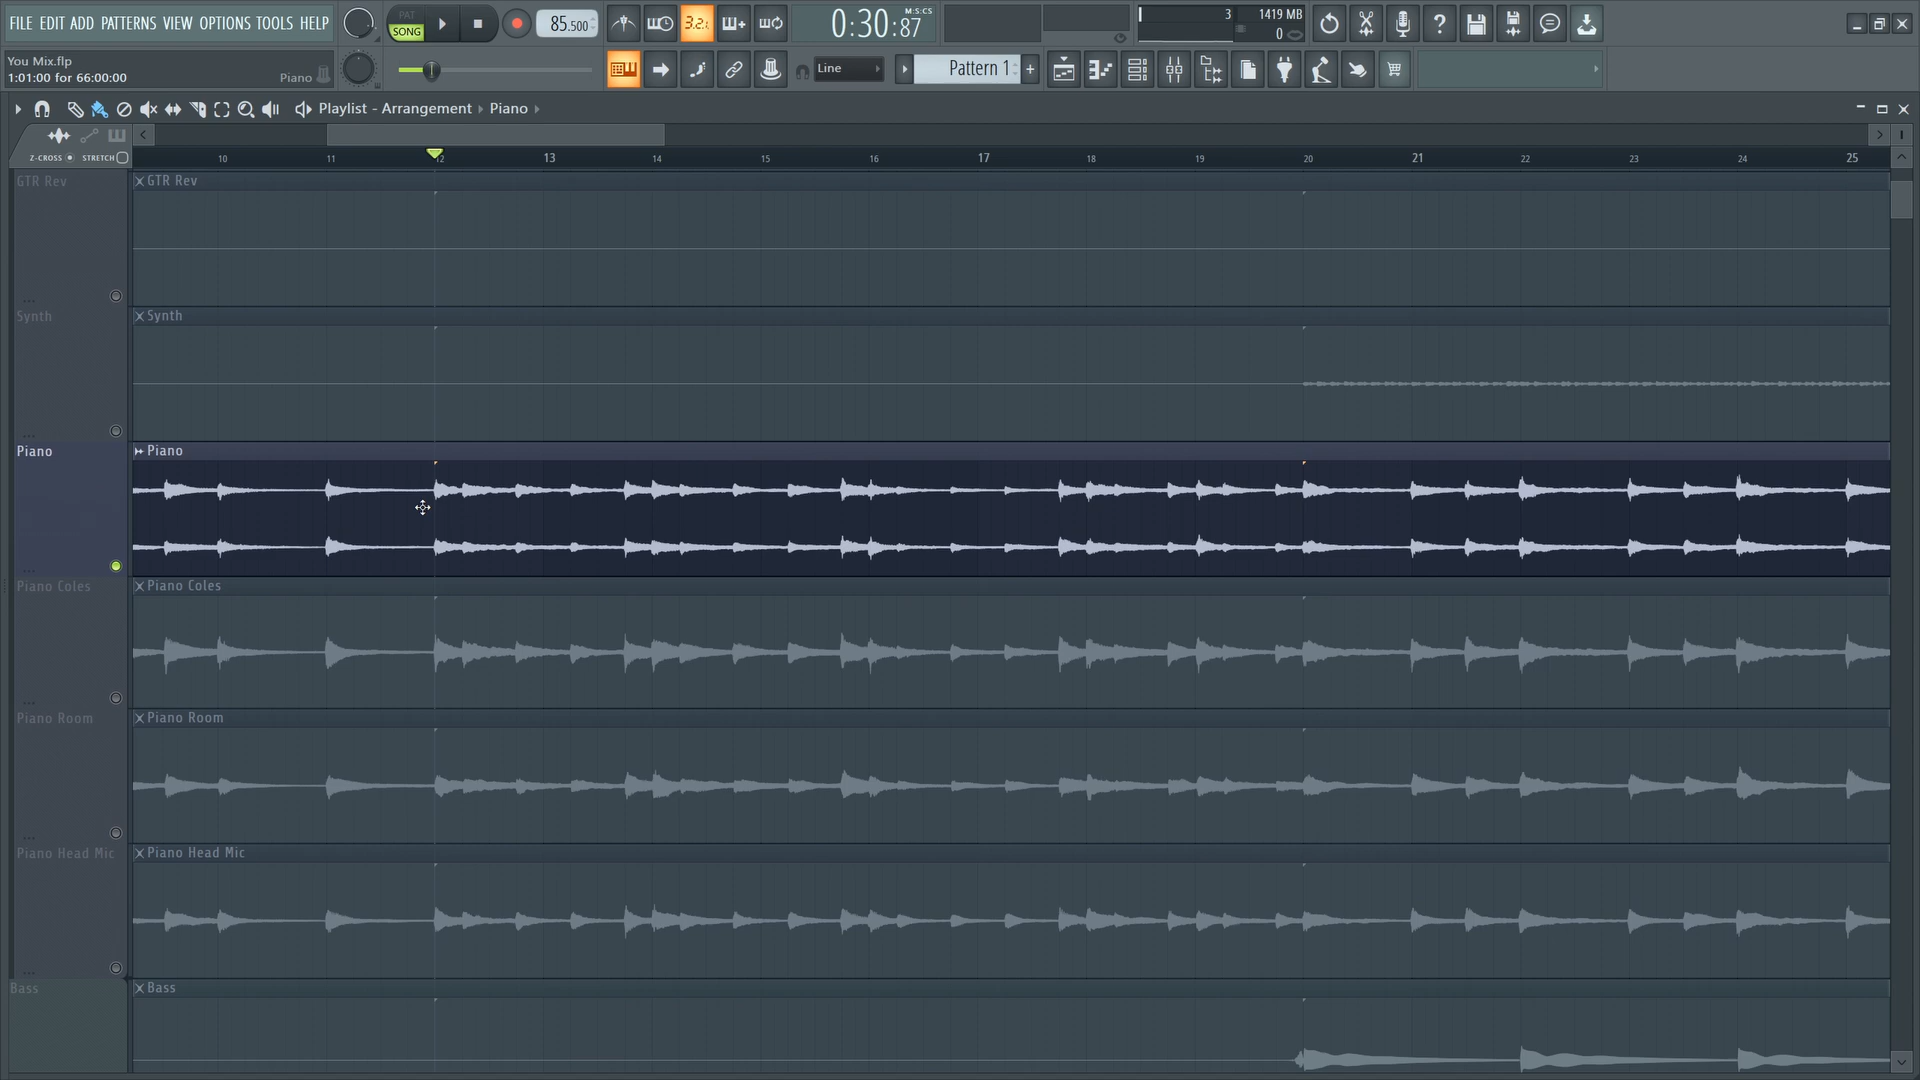 FILE EDIT ADD PATTERNS VIEW OPTIONS TOOLS HELP
PAT
SONG
85.500
3.2.
0:30:87
M:S:CS
3
1419 MB
0
You Mix.flp
1:01:00 for 66:00:00
Piano
Line
Pattern 1
Playlist - Arrangement
Piano
Z-CROSS
STRETCH
10
11
12
13
14
15
16
17
18
19
20
21
22
23
24
25
GTR Rev
GTR Rev
Synth
Synth
Piano
Piano
Piano Coles
Piano Coles
Piano Room
Piano Room
Piano Head Mic
Piano Head Mic
Bass
Bass